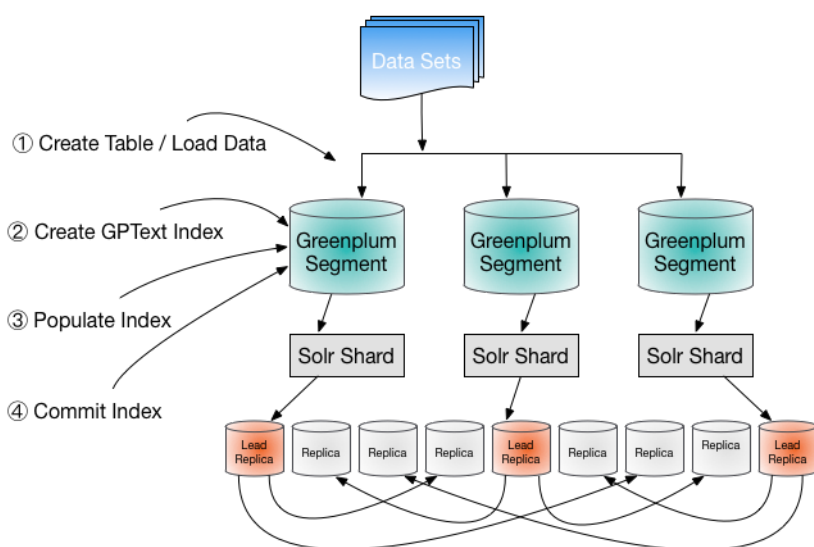 Data Sets
① Create Table / Load Data
② Create GPText Index
Greenplum
Segment
Greenplum
Segment
Greenplum
Segment
③ Populate Index
Solr Shard
Solr Shard
Solr Shard
④ Commit Index
Lead
Replica
Replica
Replica
Replica
Lead
Replica
Replica
Replica
Replica
Lead
Replica